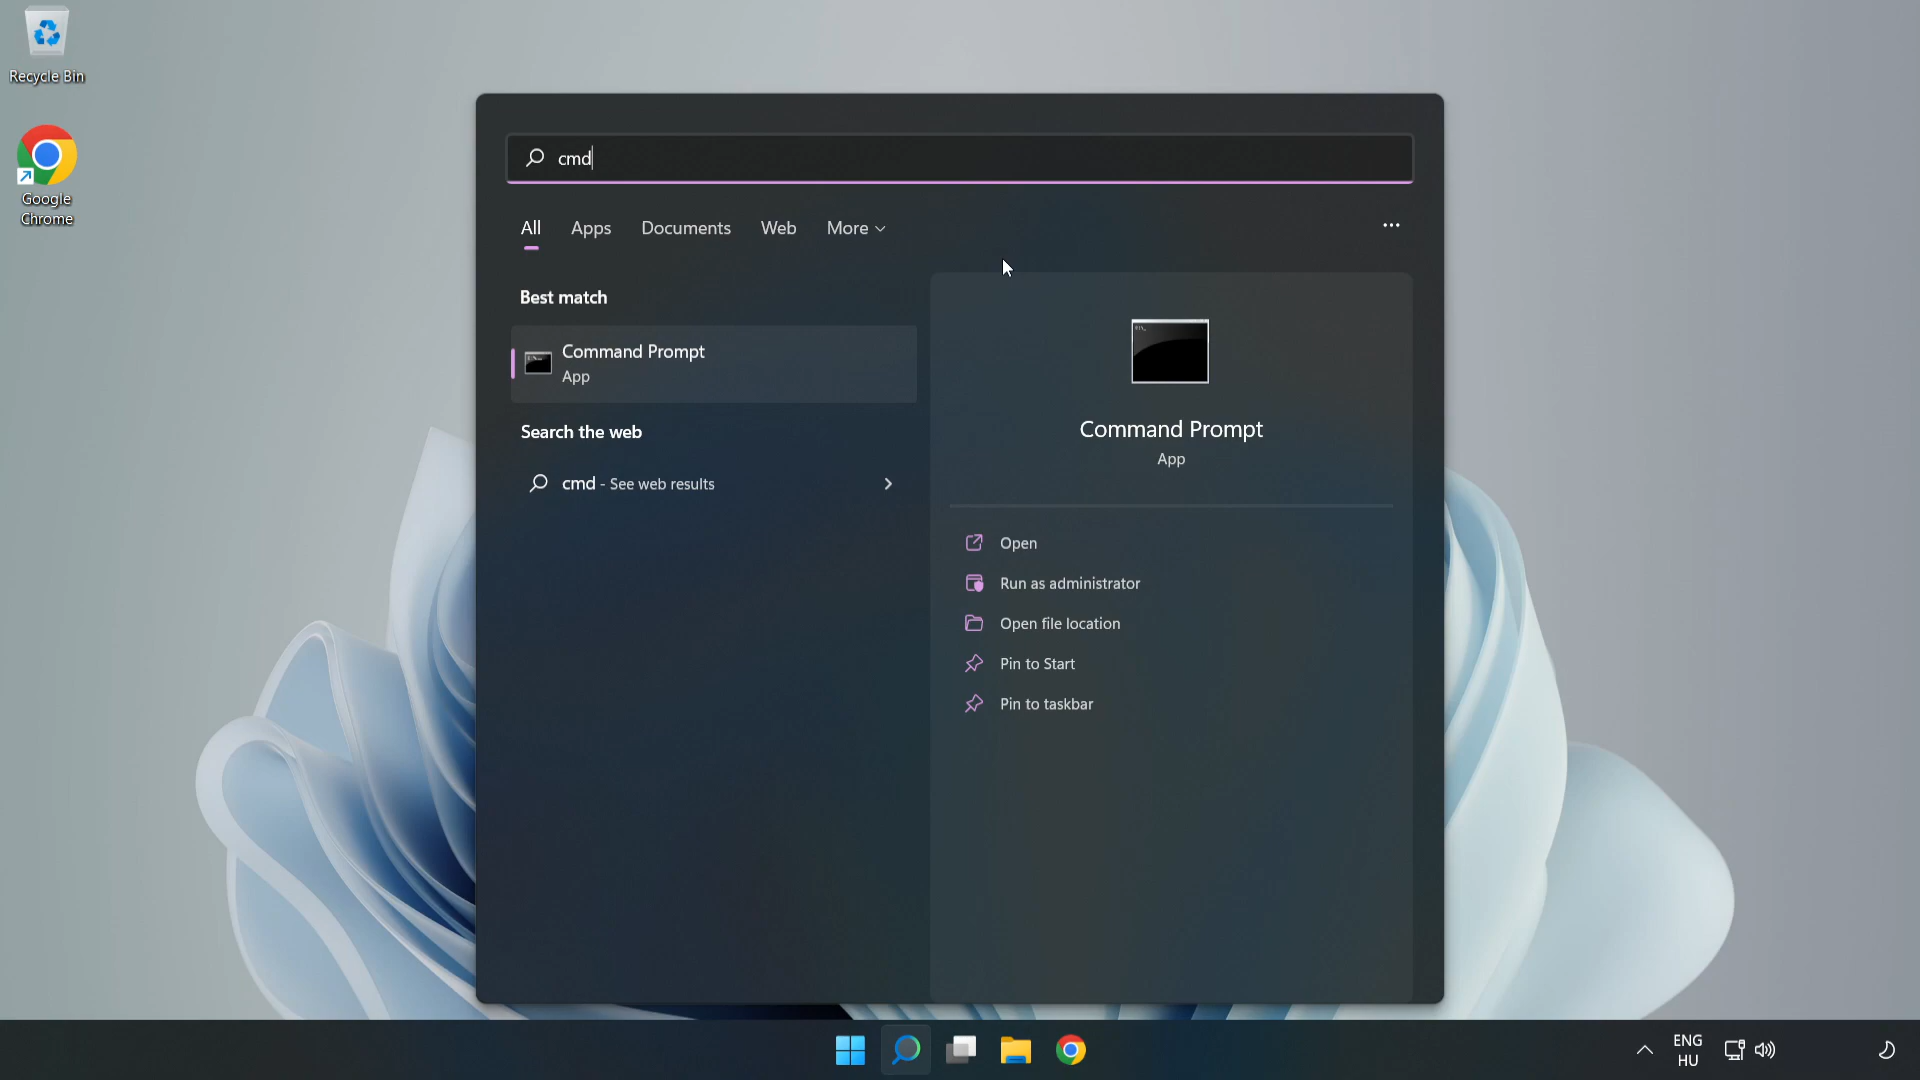 Recycle Bin
Google
Chrome
cmd
All Apps Documents Web More
Best match
Command Prompt
App
Search the web
cmd - See web results
Command Prompt
App
Open
Run as administrator
Open file location
Pin to Start
Pin to taskbar
ENG
HU